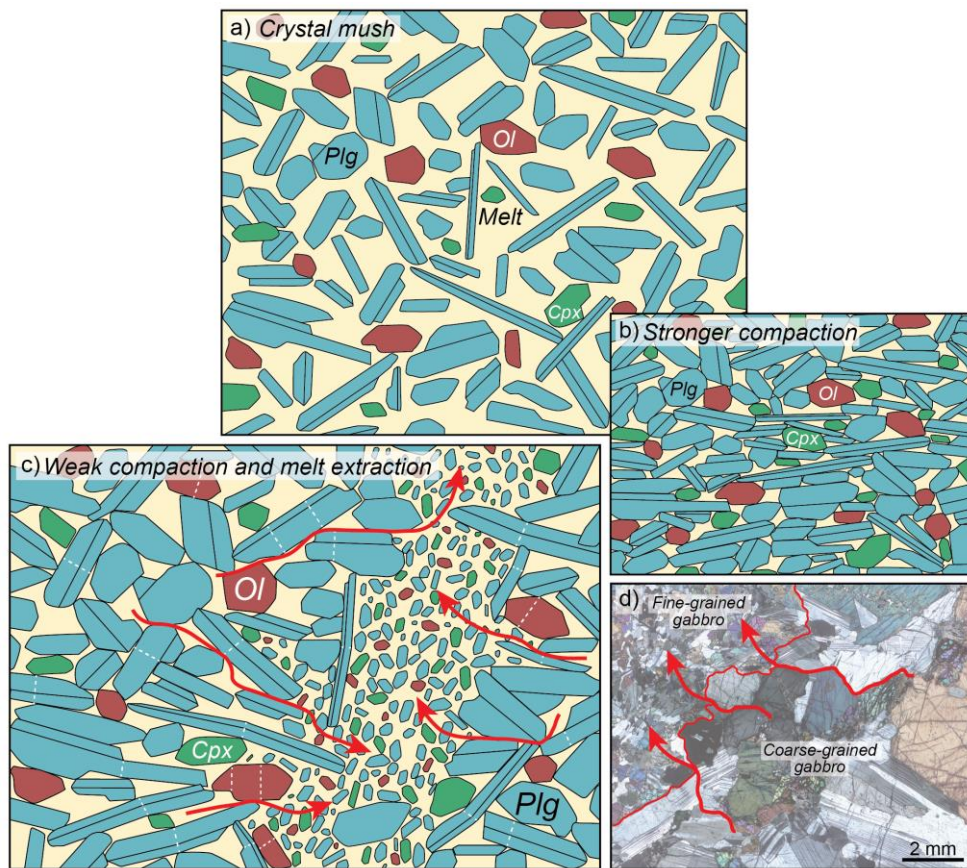 a) Crystal mush
Ol
Plg
Melt
Cpx
b) Stronger compaction
Plg
Ol
Cpx
c) Weak compaction and melt extraction
Ol
Cpx
Plg
d)
Fine-grained
gabbro
Coarse-grained
gabbro
2 mm